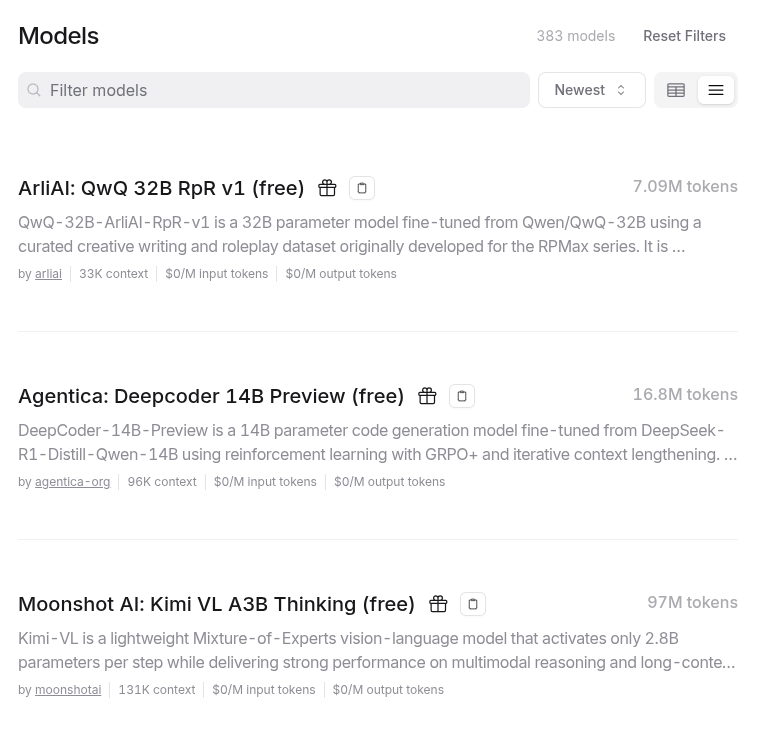 Models
383 models
Reset Filters
Filter models
Newest
ArliAI: QwQ 32B RpR v1 (free)
7.09M tokens
QwQ-32B-ArliAI-RpR-v1 is a 32B parameter model fine-tuned from Qwen/QwQ-32B using a
curated creative writing and roleplay dataset originally developed for the RPMax series. It is ...
by arliai
33K context
$0/M input tokens
$0/M output tokens
Agentica: Deepcoder 14B Preview (free)
16.8M tokens
DeepCoder-14B-Preview is a 14B parameter code generation model fine-tuned from DeepSeek-
R1-Distill-Qwen-14B using reinforcement learning with GRPO+ and iterative context lengthening. ...
by agentica-org
96K context
$0/M input tokens
$0/M output tokens
Moonshot AI: Kimi VL A3B Thinking (free)
97M tokens
Kimi-VL is a lightweight Mixture-of-Experts vision-language model that activates only 2.8B
parameters per step while delivering strong performance on multimodal reasoning and long-conte...
by moonshotai
131K context
$0/M input tokens
$0/M output tokens